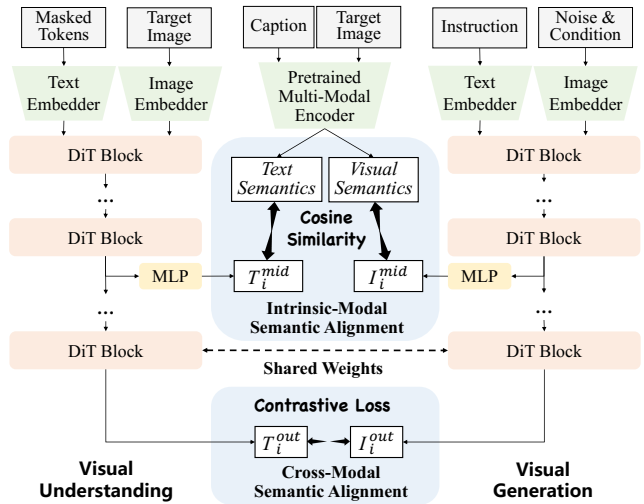 Masked
Tokens
Target
Image
Caption
Target Image
Instruction
Noise &
Condition
Text
Embedder
Image
Embedder
Pretrained
Multi-Modal
Encoder
Text
Embedder
Image
Embedder
DiT Block
DiT Block
Text
Semantics
Visual
Semantics
...
...
Cosine
Similarity
DiT Block
DiT Block
MLP
T_i^{mid}
I_i^{mid}
MLP
Intrinsic-Modal
Semantic Alignment
...
...
DiT Block
DiT Block
Shared Weights
Contrastive Loss
T_i^{out}
I_i^{out}
Visual
Understanding
Cross-Modal
Semantic Alignment
Visual
Generation